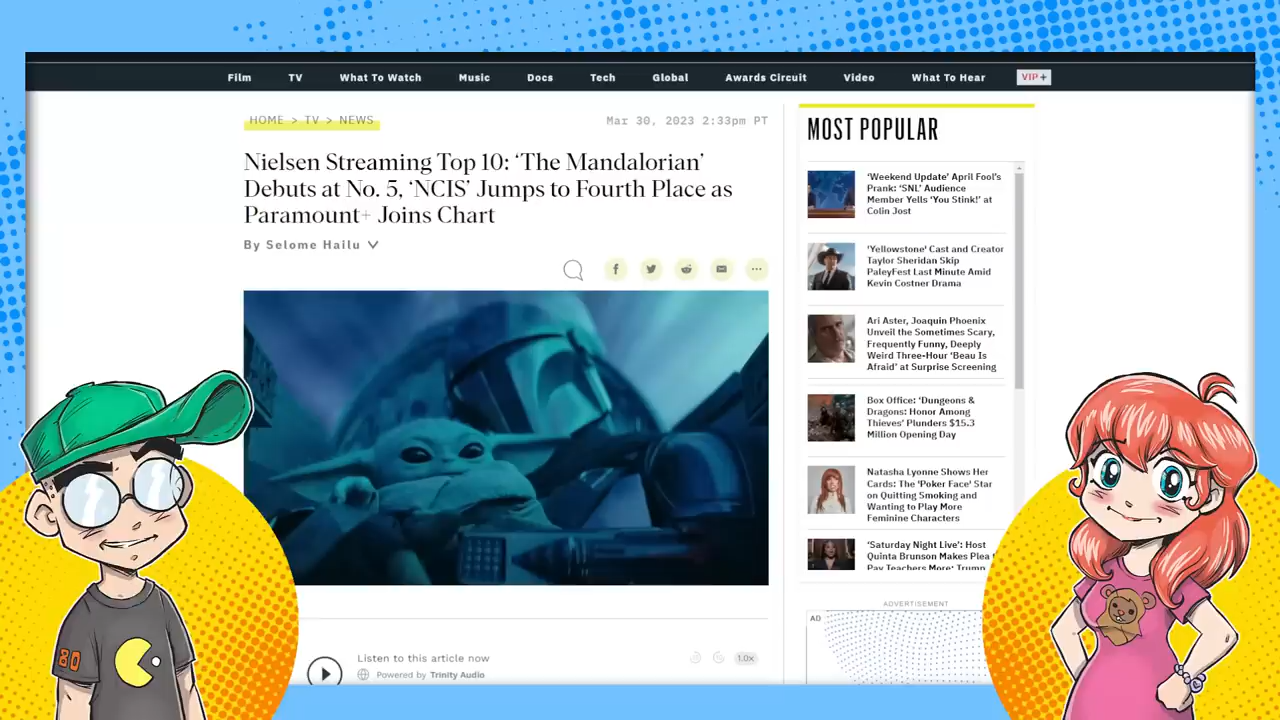 Film TV What To Watch Music Docs Tech Global Awards Circuit Video What To Hear VIP+
HOME > TV > NEWS
Mar 30, 2023 2:33pm PT
Nielsen Streaming Top 10: ‘The Mandalorian’
Debuts at No. 5, ‘NCIS’ Jumps to Fourth Place as
Paramount+ Joins Chart
By Selome Hailu
Listen to this article now
Powered by Trinity Audio
1.0x
MOST POPULAR
‘Weekend Update’ April Fool’s
Prank: ‘SNL’ Audience
Member Yells ‘You Stink!’ at
Colin Jost
‘Yellowstone’ Cast and Creator
Taylor Sheridan Skip
PaleyFest Last Minute Amid
Kevin Costner Drama
Ari Aster, Joaquin Phoenix
Unveil the Sometimes Scary,
Frequently Funny, Deeply
Weird Three-Hour ‘Beau Is
Afraid’ at Surprise Screening
Box Office: ‘Dungeons &
Dragons: Honor Among
Thieves’ Plunders $15.3
Million Opening Day
Natasha Lyonne Shows Her
Cards: The ‘Poker Face’ Star
on Quitting Smoking and
Wanting to Play More
Feminine Characters
‘Saturday Night Live’: Host
Quinta Brunson Makes Plea
Pay Teachers More: Trump
ADVERTISEMENT
AD
80